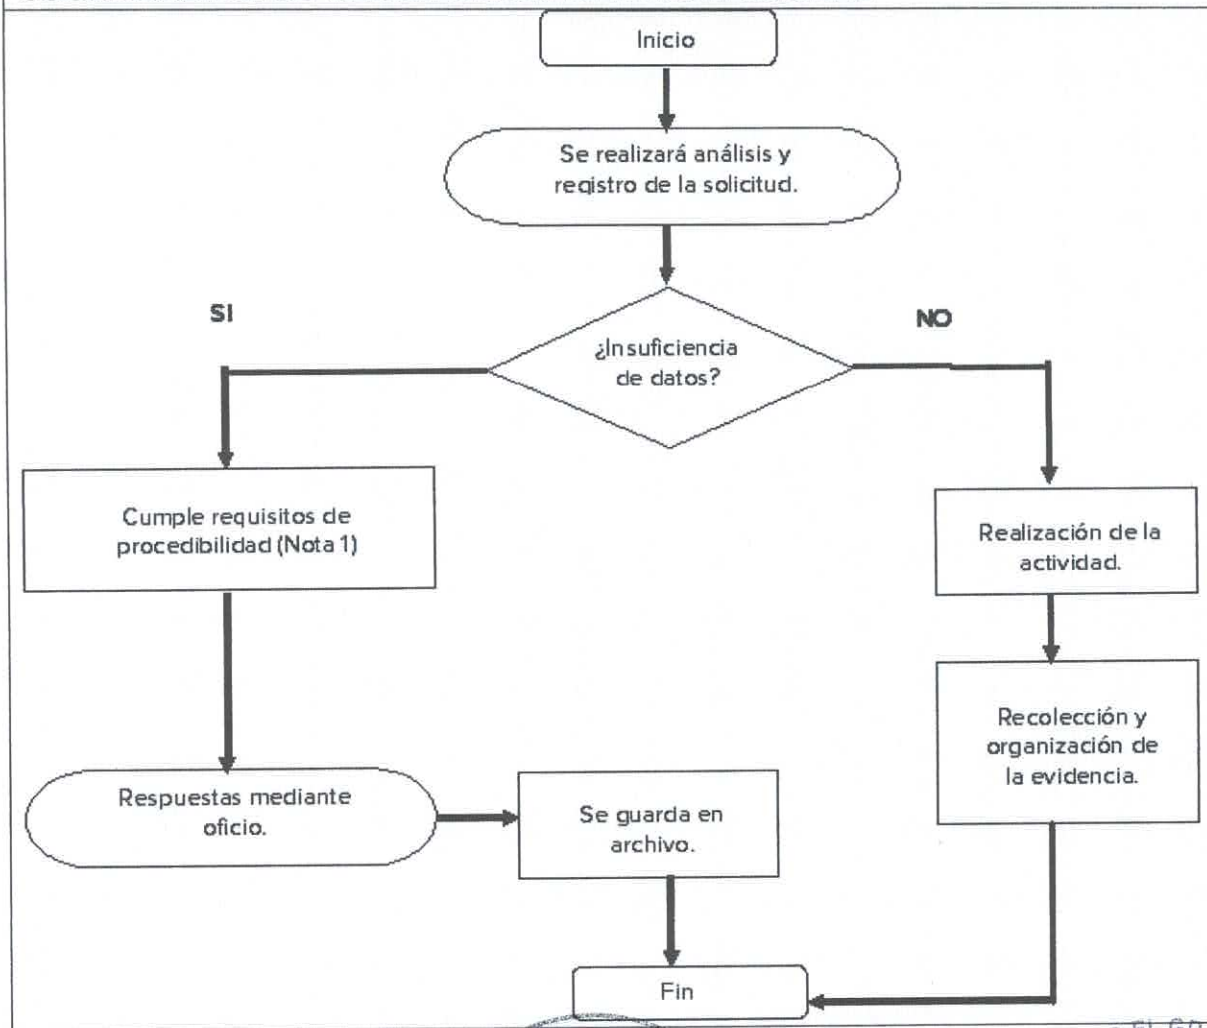 Inicio
Se realizará análisis y
registro de la solicitud.
SI
NO
¿Insuficiencia
de datos?
Cumple requisitos de
procedibilidad (Nota 1)
Realización de la
actividad.
Recolección y
organización de
la evidencia.
Respuestas mediante
oficio.
Se guarda en
archivo.
Fin